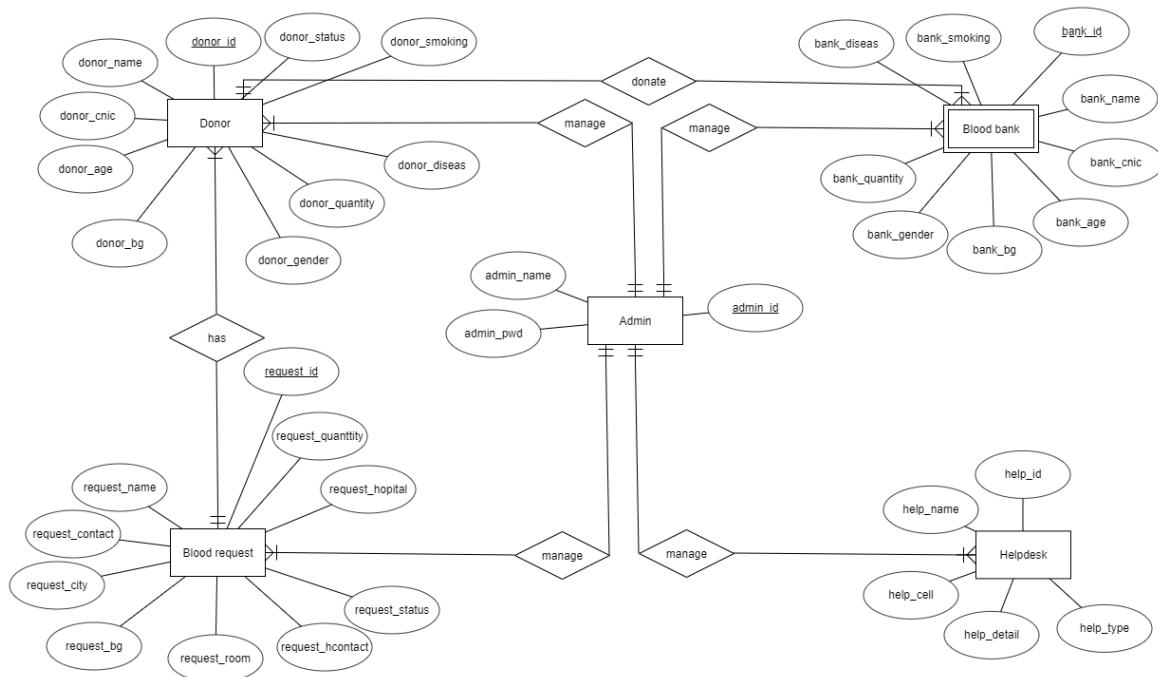 donor_id
donor_status
donor_smoking
donor_name
donor_cnic
donor_age
donor_bg
donor_gender
donor_quantity
donor_diseas
Donor
donate
manage
manage
bank_diseas
bank_smoking
bank_id
bank_name
bank_cnic
bank_age
bank_bg
bank_gender
bank_quantity
Blood bank
admin_name
admin_pwd
Admin
admin_id
has
request_id
request_quanttity
request_hopital
request_name
request_contact
request_city
request_bg
request_room
request_hcontact
request_status
Blood request
manage
manage
help_id
help_name
Helpdesk
help_cell
help_detail
help_type